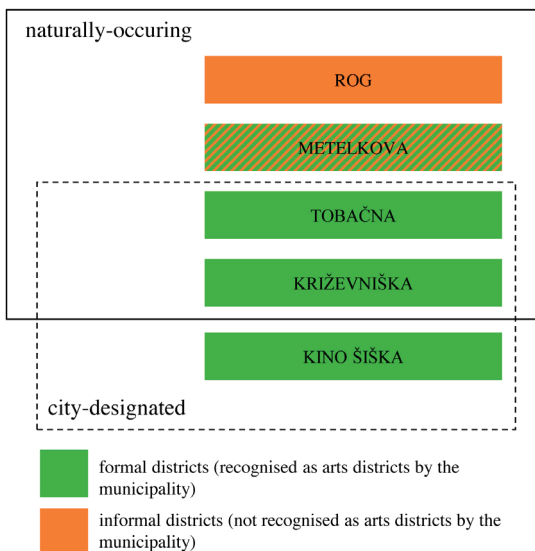 naturally-occuring
ROG
METELKOVA
TOBAČNA
KRIŽEVNIŠKA
KINO ŠIŠKA
city-designated
formal districts (recognised as arts districts by the
municipality)
informal districts (not recognised as arts districts by the
municipality)